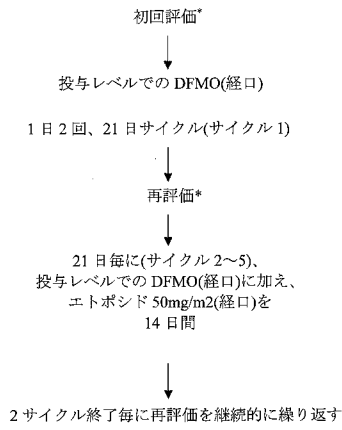 初回評価*
投与レベルでの DFMO(経口)
1 日 2 回、21 日サイクル(サイクル 1)
再評価*
21 日毎に(サイクル 2～5)、
投与レベルでの DFMO(経口)に加え、
エトポシド 50mg/m2(経口)を
14 日間
2 サイクル終了毎に再評価を継続的に繰り返す